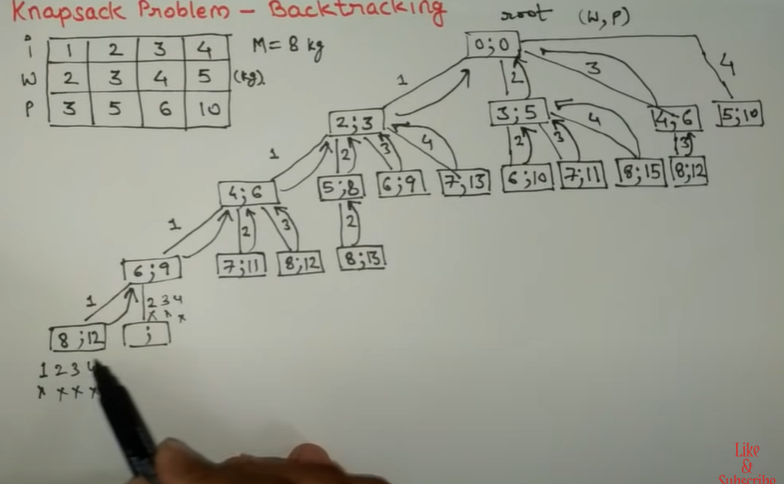 Knapsack Problem - Backtracking
root (W, P)
i 1 2 3 4
W 2 3 4 5 (kg)
P 3 5 6 10
M = 8 kg
0;0
1 2 3 4
2;3 3;5 4;6 5;10
1 2 3 4 2 3 4 3
4;6 5;8 6;9 7,13 6;10 7;11 8;15 8;12
1 2 3 2
6;9 7;11 8;12 8;13
1 2 3 4
x x x
8;12 ;
1 2 3 4
x x x x
Like
&
Subscribe